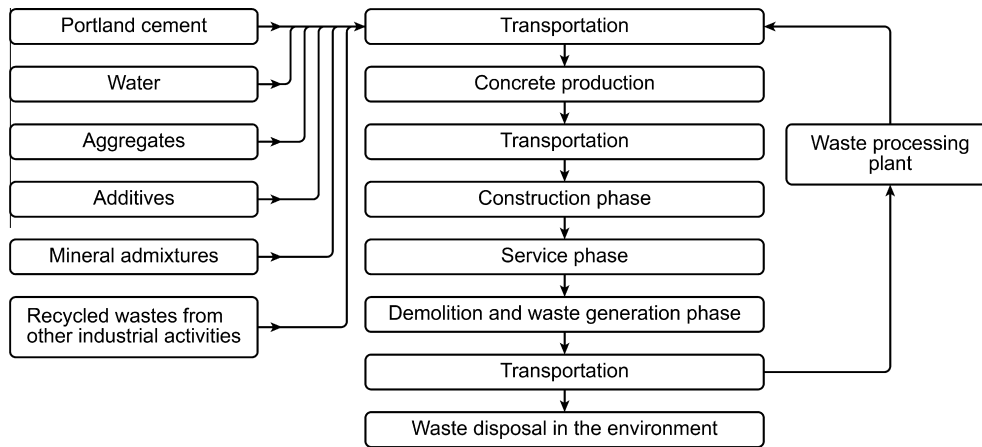 Portland cement
Water
Aggregates
Additives
Mineral admixtures
Recycled wastes from
other industrial activities
Transportation
Concrete production
Transportation
Construction phase
Service phase
Demolition and waste generation phase
Transportation
Waste disposal in the environment
Waste processing
plant